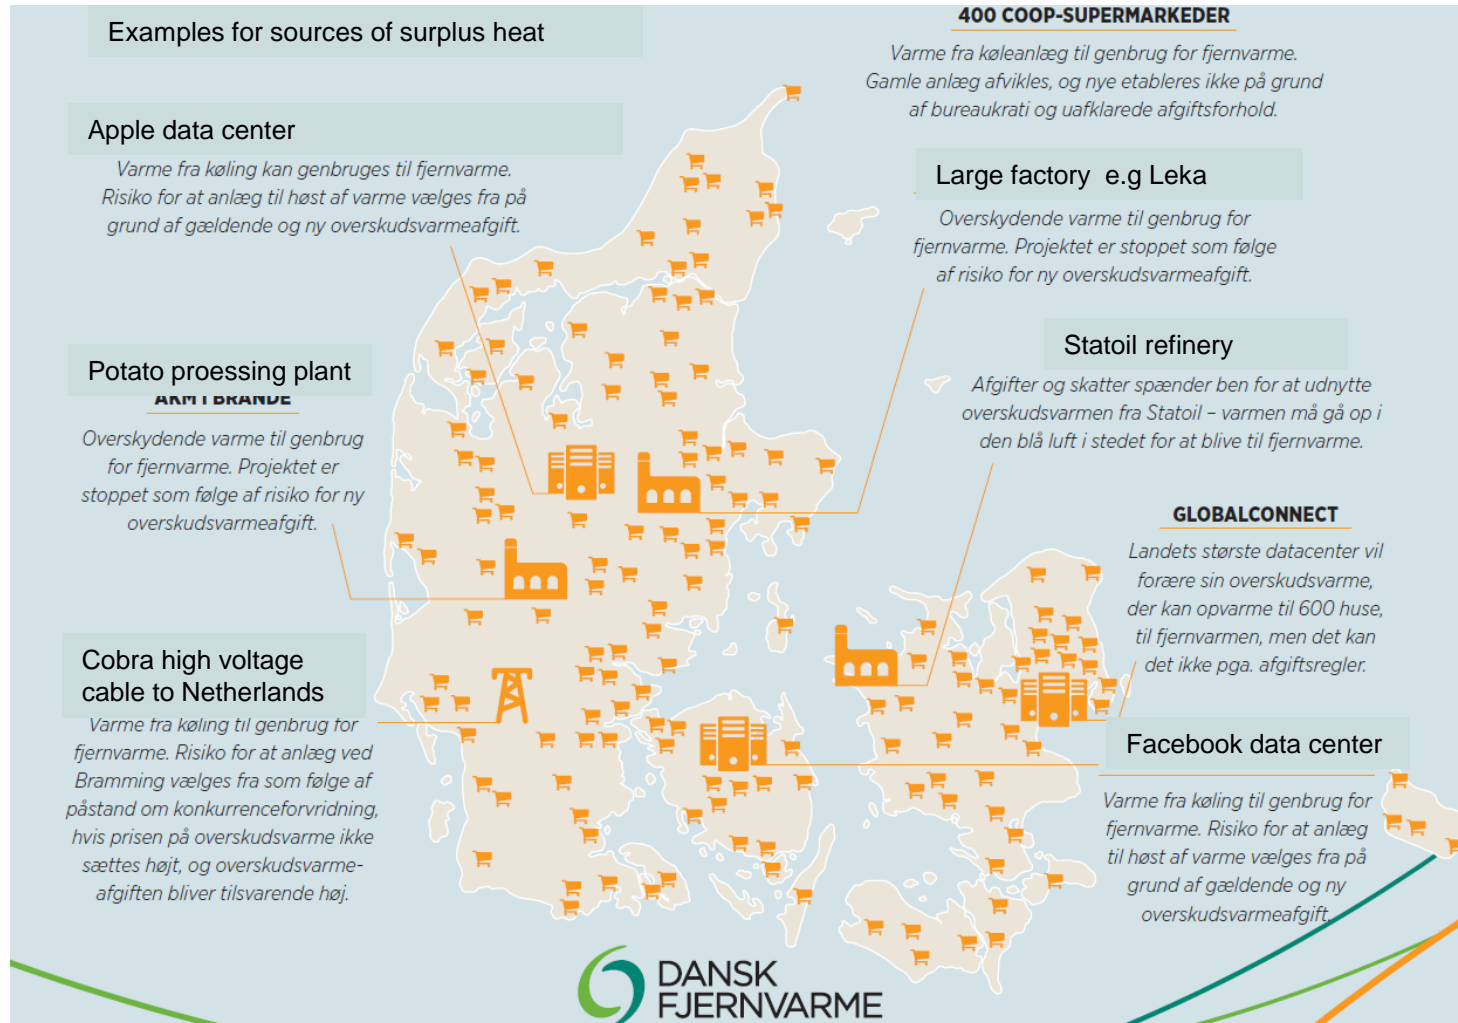 Examples for sources of surplus heat
400 COOP-SUPERMARKEDER
Varme fra køleanlæg til genbrug for fjernvarme.
Gamle anlæg afvikles, og nye etableres ikke på grund
af bureaukrati og uafklarede afgiftsforhold.
Apple data center
Varme fra køling kan genbruges til fjernvarme.
Risiko for at anlæg til høst af varme vælges fra på
grund af gældende og ny overskudsvarmeafgift.
Large factory e.g Leka
Overskydende varme til genbrug for
fjernvarme. Projektet er stoppet som følge
af risiko for ny overskudsvarmeafgift.
Statoil refinery
Afgifter og skatter spænder ben for at udnytte
overskudsvarmen fra Statoil – varmen må gå op i
den blå luft i stedet for at blive til fjernvarme.
Potato proessing plant
AKM I BRANDE
Overskydende varme til genbrug
for fjernvarme. Projektet er
stoppet som følge af risiko for ny
overskudsvarmeafgift.
GLOBALCONNECT
Landets største datacenter vil
forære sin overskudsvarme,
der kan opvarme til 600 huse,
til fjernvarmen, men det kan
det ikke pga. afgiftsregler.
Cobra high voltage
cable to Netherlands
Varme fra køling til genbrug for
fjernvarme. Risiko for at anlæg ved
Bramming vælges fra som følge af
påstand om konkurrenceforvridning,
hvis prisen på overskudsvarme ikke
sættes højt, og overskudsvarme-
afgiften bliver tilsvarende høj.
Facebook data center
Varme fra køling til genbrug for
fjernvarme. Risiko for at anlæg
til høst af varme vælges fra på
grund af gældende og ny
overskudsvarmeafgift.
DANSK
FJERNVARME